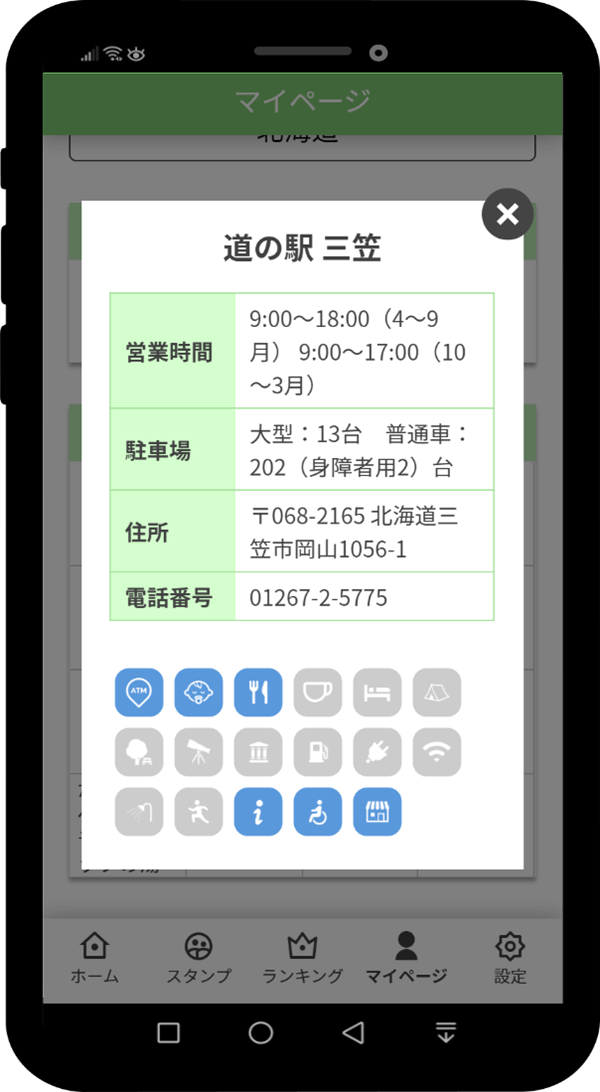 マイページ
北海道
道の駅 三笠
営業時間
9:00〜18:00（4〜9
月） 9:00〜17:00（10
〜3月）
駐車場
大型：13台　普通車：
202（身障者用2）台
住所
〒068-2165 北海道三
笠市岡山1056-1
電話番号
01267-2-5775
ATM
ホーム
スタンプ
ランキング
マイページ
設定